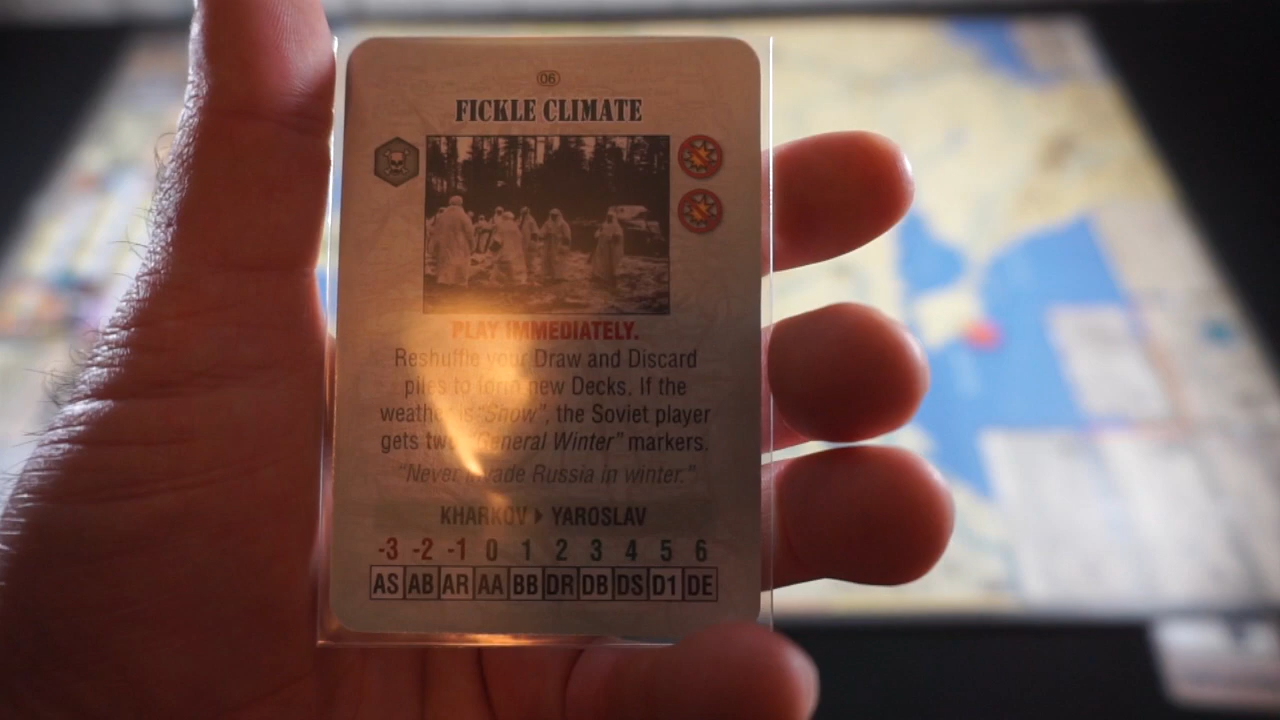 06
FICKLE CLIMATE
PLAY IMMEDIATELY.
Reshuffle your Draw and Discard
piles to form new Decks. If the
weather is "Snow", the Soviet player
gets two "General Winter" markers.
"Never invade Russia in winter."
KHARKOV ▸ YAROSLAV
-3 -2 -1 0 1 2 3 4 5 6
AS AB AR AA BB DR DB DS D1 DE